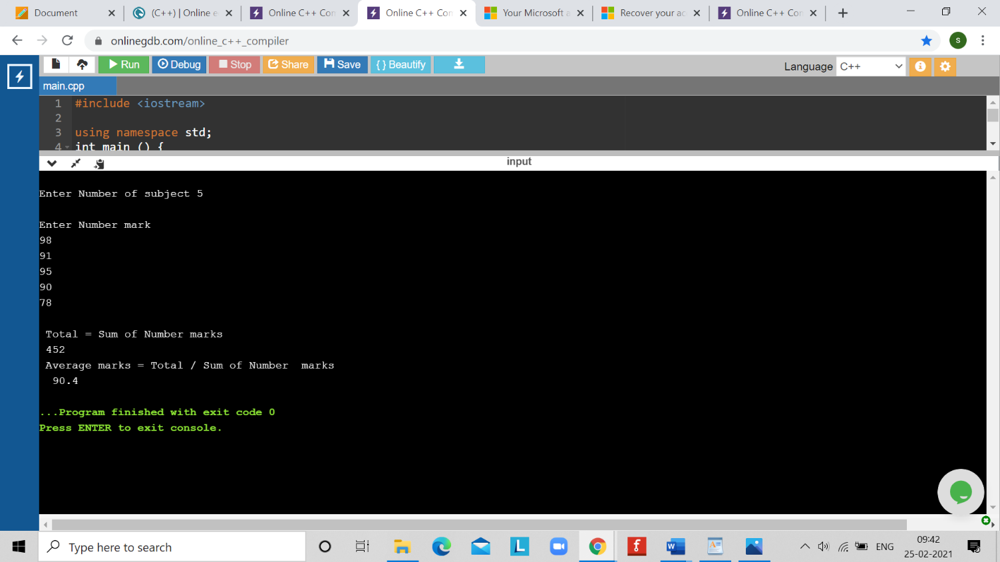 Document
(C++) | Online e
Online C++ Com
Online C++ Com
Your Microsoft a
Recover your ac
Online C++ Com
onlinegdb.com/online_c++_compiler
S
Run
Debug
Stop
Share
Save
{ } Beautify
Language C++
main.cpp
1 #include <iostream>
2
3 using namespace std;
4 int main () {
input
Enter Number of subject 5
Enter Number mark
98
91
95
90
78
Total = Sum of Number marks
452
Average marks = Total / Sum of Number  marks
90.4
...Program finished with exit code 0
Press ENTER to exit console.
Type here to search
ENG
09:42
25-02-2021